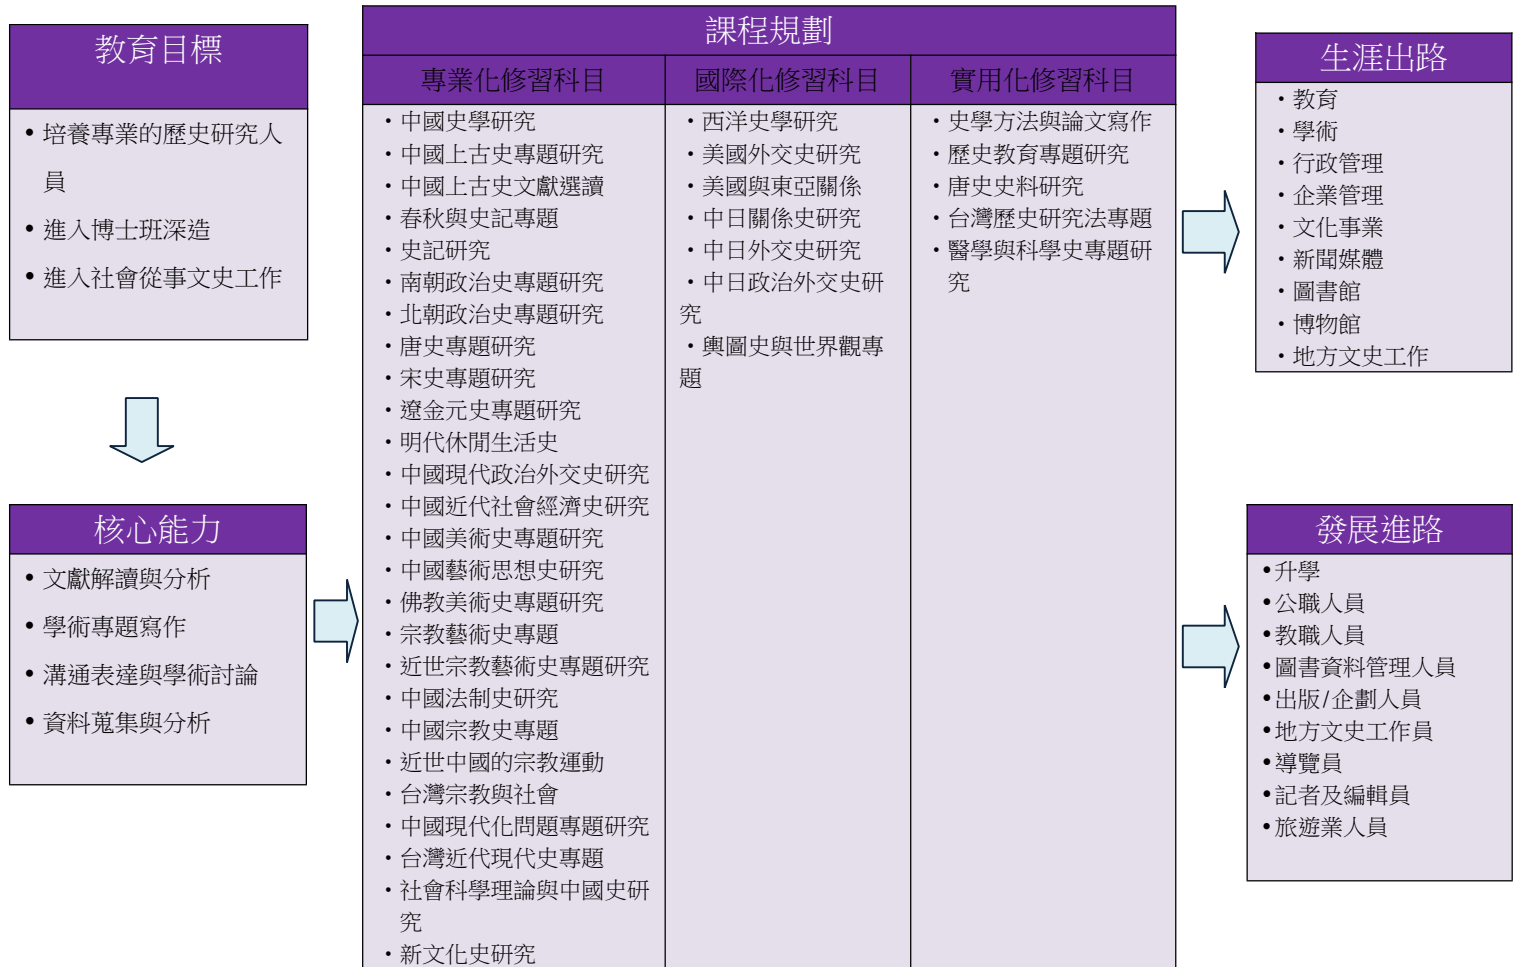 教育目標
• 培養專業的歷史研究人
員
• 進入博士班深造
• 進入社會從事文史工作
核心能力
• 文獻解讀與分析
• 學術專題寫作
• 溝通表達與學術討論
• 資料蒐集與分析
課程規劃
專業化修習科目
・中國史學研究
・中國上古史專題研究
・中國上古史文獻選讀
・春秋與史記專題
・史記研究
・南朝政治史專題研究
・北朝政治史專題研究
・唐史專題研究
・宋史專題研究
・遼金元史專題研究
・明代休閒生活史
・中國現代政治外交史研究
・中國近代社會經濟史研究
・中國美術史專題研究
・中國藝術思想史研究
・佛教美術史專題研究
・宗教藝術史專題
・近世宗教藝術史專題研究
・中國法制史研究
・中國宗教史專題
・近世中國的宗教運動
・台灣宗教與社會
・中國現代化問題專題研究
・台灣近代現代史專題
・社會科學理論與中國史研
究
・新文化史研究
國際化修習科目
・西洋史學研究
・美國外交史研究
・美國與東亞關係
・中日關係史研究
・中日外交史研究
・中日政治外交史研
究
・輿圖史與世界觀專
題
實用化修習科目
・史學方法與論文寫作
・歷史教育專題研究
・唐史史料研究
・台灣歷史研究法專題
・醫學與科學史專題研
究
生涯出路
・教育
・學術
・行政管理
・企業管理
・文化事業
・新聞媒體
・圖書館
・博物館
・地方文史工作
發展進路
•升學
•公職人員
•教職人員
•圖書資料管理人員
•出版/企劃人員
•地方文史工作員
•導覽員
•記者及編輯員
•旅遊業人員